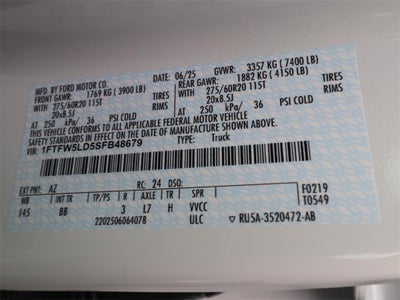 MFD. BY FORD MOTOR CO.
06/25 GVWR: 3357 KG (7400 LB)
FRONT GAWR: 1769 KG (3900 LB) REAR GAWR: 1882 KG (4150 LB)
WITH 275/60R20 115T TIRES WITH 275/60R20 115T TIRES
20x8.5J RIMS 20x8.5J RIMS
AT 250 kPa/ 36 PSI COLD AT 250 kPa/ 36 PSI COLD
THIS VEHICLE CONFORMS TO ALL APPLICABLE FEDERAL MOTOR VEHICLE
SAFETY STANDARDS IN EFFECT ON THE DATE OF MANUFACTURE SHOWN ABOVE.
1FTFW5LD5SFB48679 TYPE: Truck
EXT PNT: AZ RC: 24 DSO: F0219
WB INT TR TP/PS R AXLE TR SPR T0549
145 BB 3 L7 H VVCC
2202506064078 ULC RU5A-3520472-AB